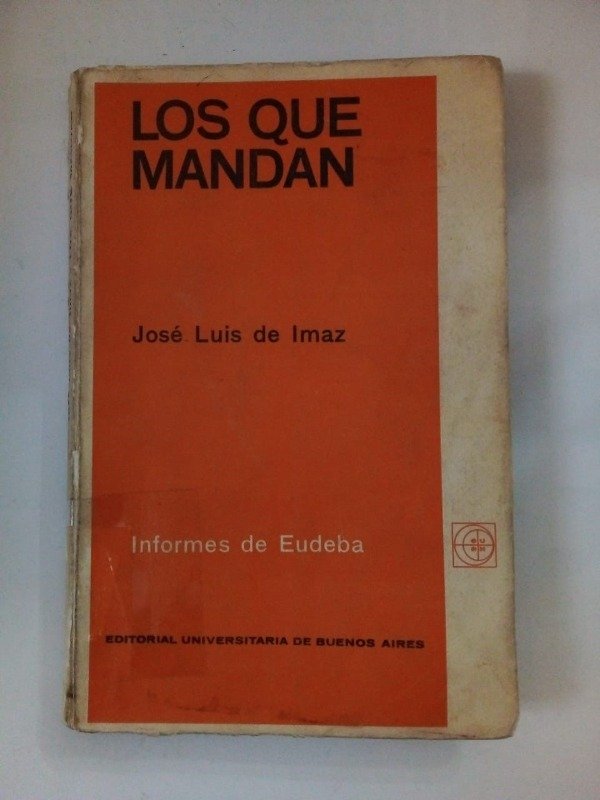 LOS QUE
MANDAN
José Luis de Imaz
Informes de Eudeba
EDITORIAL UNIVERSITARIA DE BUENOS AIRES